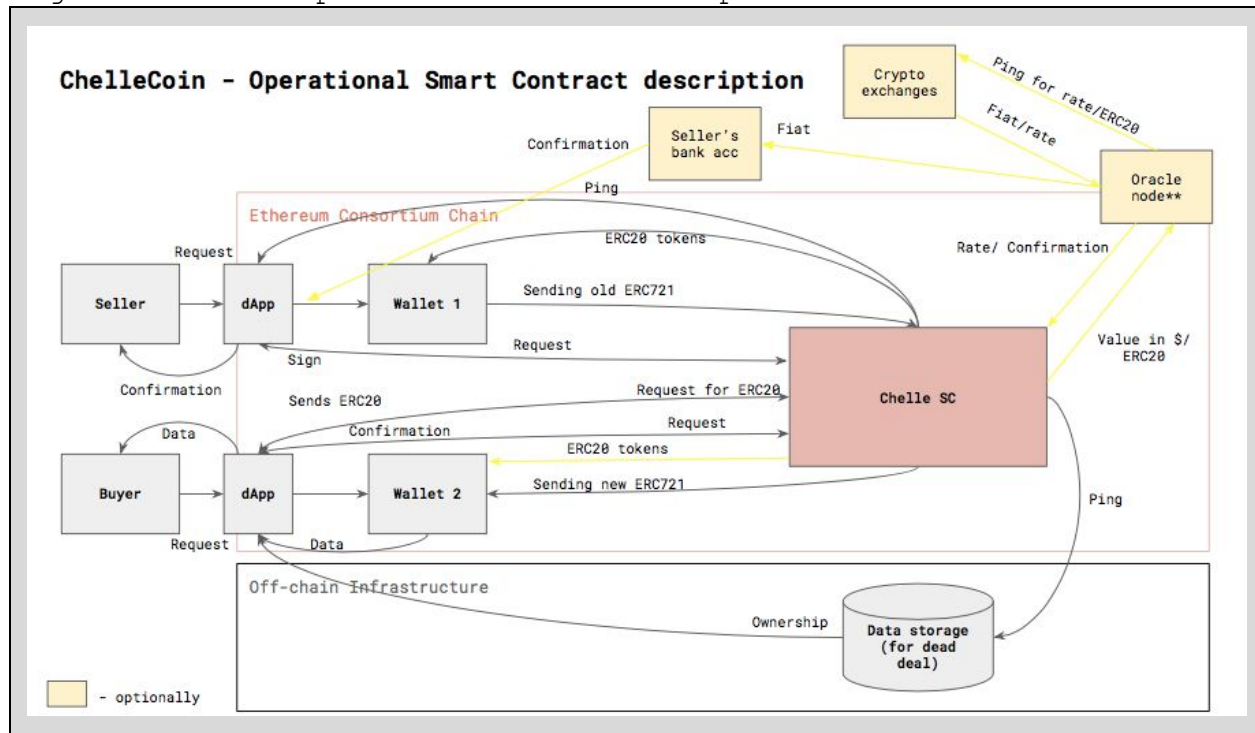 ChelleCoin - Operational Smart Contract description
Crypto
exchanges
Ping for rate/ERC20
Fiat/rate
Seller's
bank acc
Fiat
Confirmation
Oracle
node**
Ping
Ethereum Consortium Chain
ERC20 tokens
Rate/ Confirmation
Request
Seller
dApp
Wallet 1
Sending old ERC721
Request
Sign
Value in $/
ERC20
Confirmation
Chelle SC
Request for ERC20
Sends ERC20
Data
Confirmation
Request
ERC20 tokens
Buyer
dApp
Wallet 2
Sending new ERC721
Ping
Request
Data
Off-chain Infrastructure
Ownership
Data storage
(for dead
deal)
- optionally